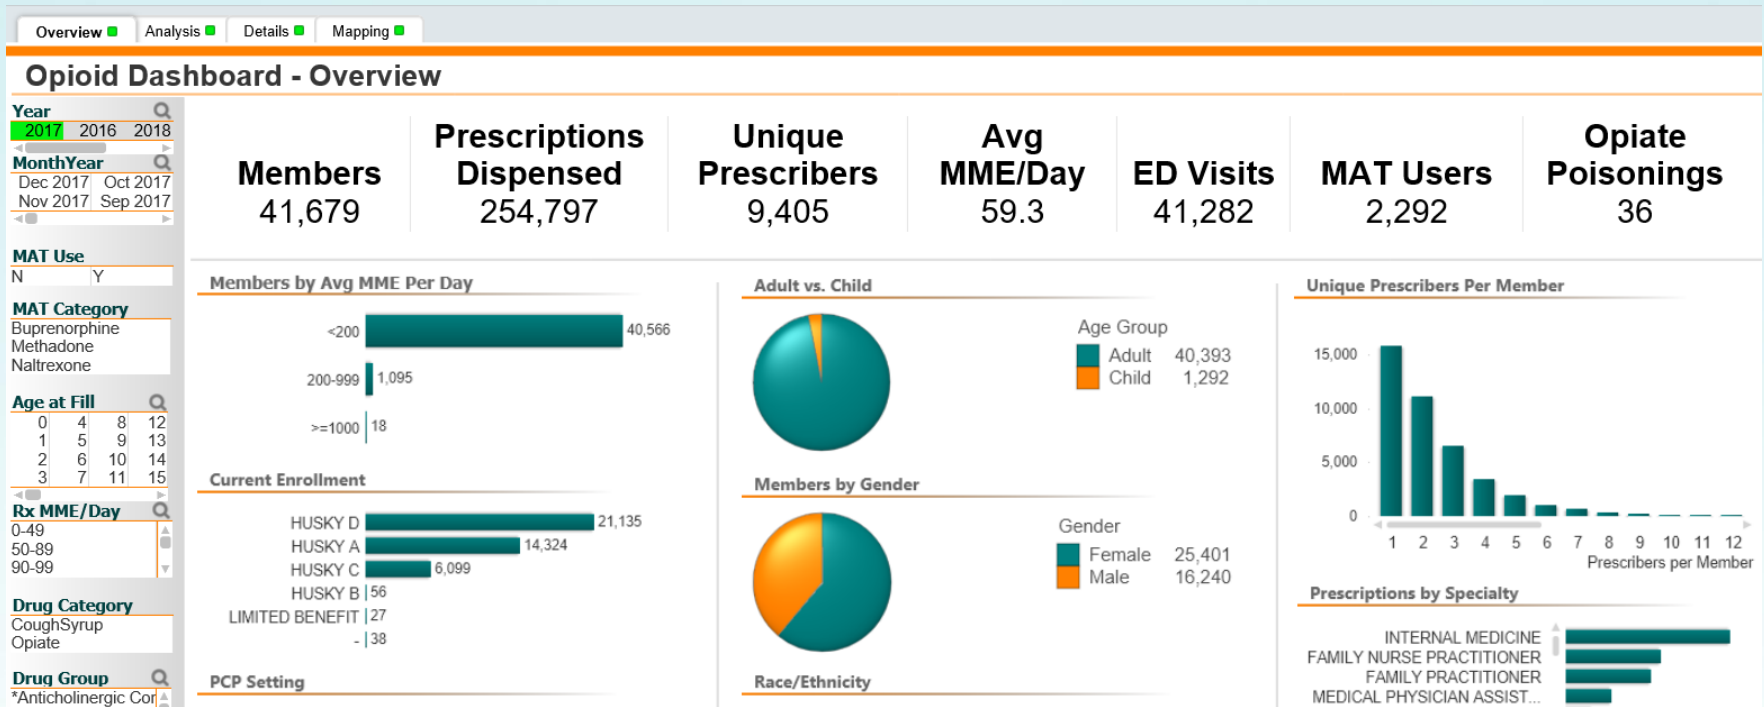 Overview
Analysis
Details
Mapping
Opioid Dashboard - Overview
Year
2017 2016 2018
MonthYear
Dec 2017 Oct 2017
Nov 2017 Sep 2017
MAT Use
N Y
MAT Category
Buprenorphine
Methadone
Naltrexone
Age at Fill
0 4 8 12
1 5 9 13
2 6 10 14
3 7 11 15
Rx MME/Day
0-49
50-89
90-99
Drug Category
CoughSyrup
Opiate
Drug Group
*Anticholinergic Cor
Members
41,679
Prescriptions
Dispensed
254,797
Unique
Prescribers
9,405
Avg
MME/Day
59.3
ED Visits
41,282
MAT Users
2,292
Opiate
Poisonings
36
Members by Avg MME Per Day
<200 40,566
200-999 1,095
>=1000 18
Current Enrollment
HUSKY D 21,135
HUSKY A 14,324
HUSKY C 6,099
HUSKY B 56
LIMITED BENEFIT 27
- 38
PCP Setting
Adult vs. Child
Age Group
Adult 40,393
Child 1,292
Members by Gender
Gender
Female 25,401
Male 16,240
Race/Ethnicity
Unique Prescribers Per Member
15,000
10,000
5,000
0
1 2 3 4 5 6 7 8 9 10 11 12
Prescribers per Member
Prescriptions by Specialty
INTERNAL MEDICINE
FAMILY NURSE PRACTITIONER
FAMILY PRACTITIONER
MEDICAL PHYSICIAN ASSIST...